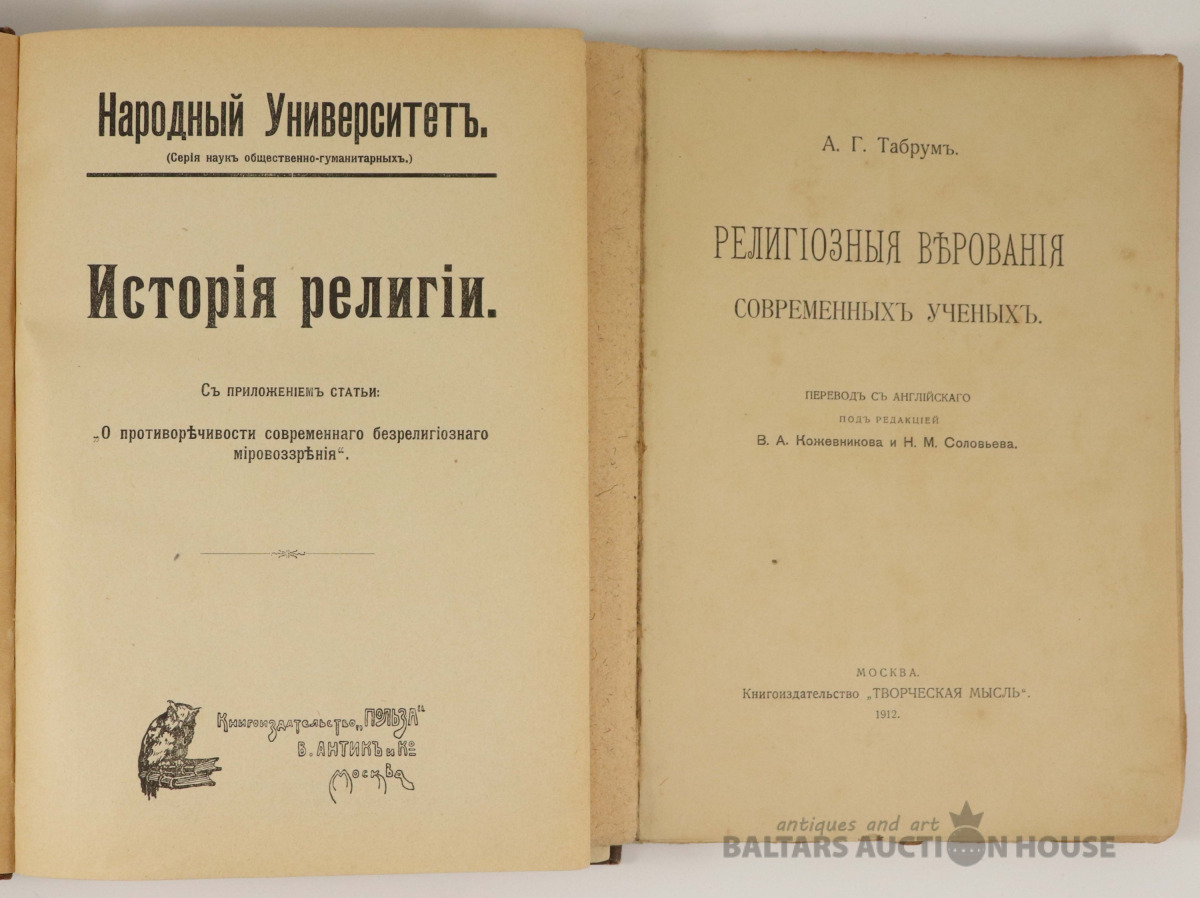 Народный Университетъ.
(Серія наукъ общественно-гуманитарныхъ.)
Исторія религіи.
Съ приложеніемъ статьи:
„О противорѣчивости современнаго безрелигіознаго
міровоззрѣнія“.
Книгоиздательство „ПОЛЬЗА“
В. АНТИКЪ и Кº
Москва
А. Г. Табрумъ.
РЕЛИГІОЗНЫЯ ВѢРОВАНІЯ
СОВРЕМЕННЫХЪ УЧЕНЫХЪ.
ПЕРЕВОДЪ СЪ АНГЛІЙСКАГО
ПОДЪ РЕДАКЦІЕЙ
В. А. Кожевникова и Н. М. Соловьева.
МОСКВА.
Книгоиздательство „ТВОРЧЕСКАЯ МЫСЛЬ“.
1912.
antiques and art
BALTARS AUCTION HOUSE